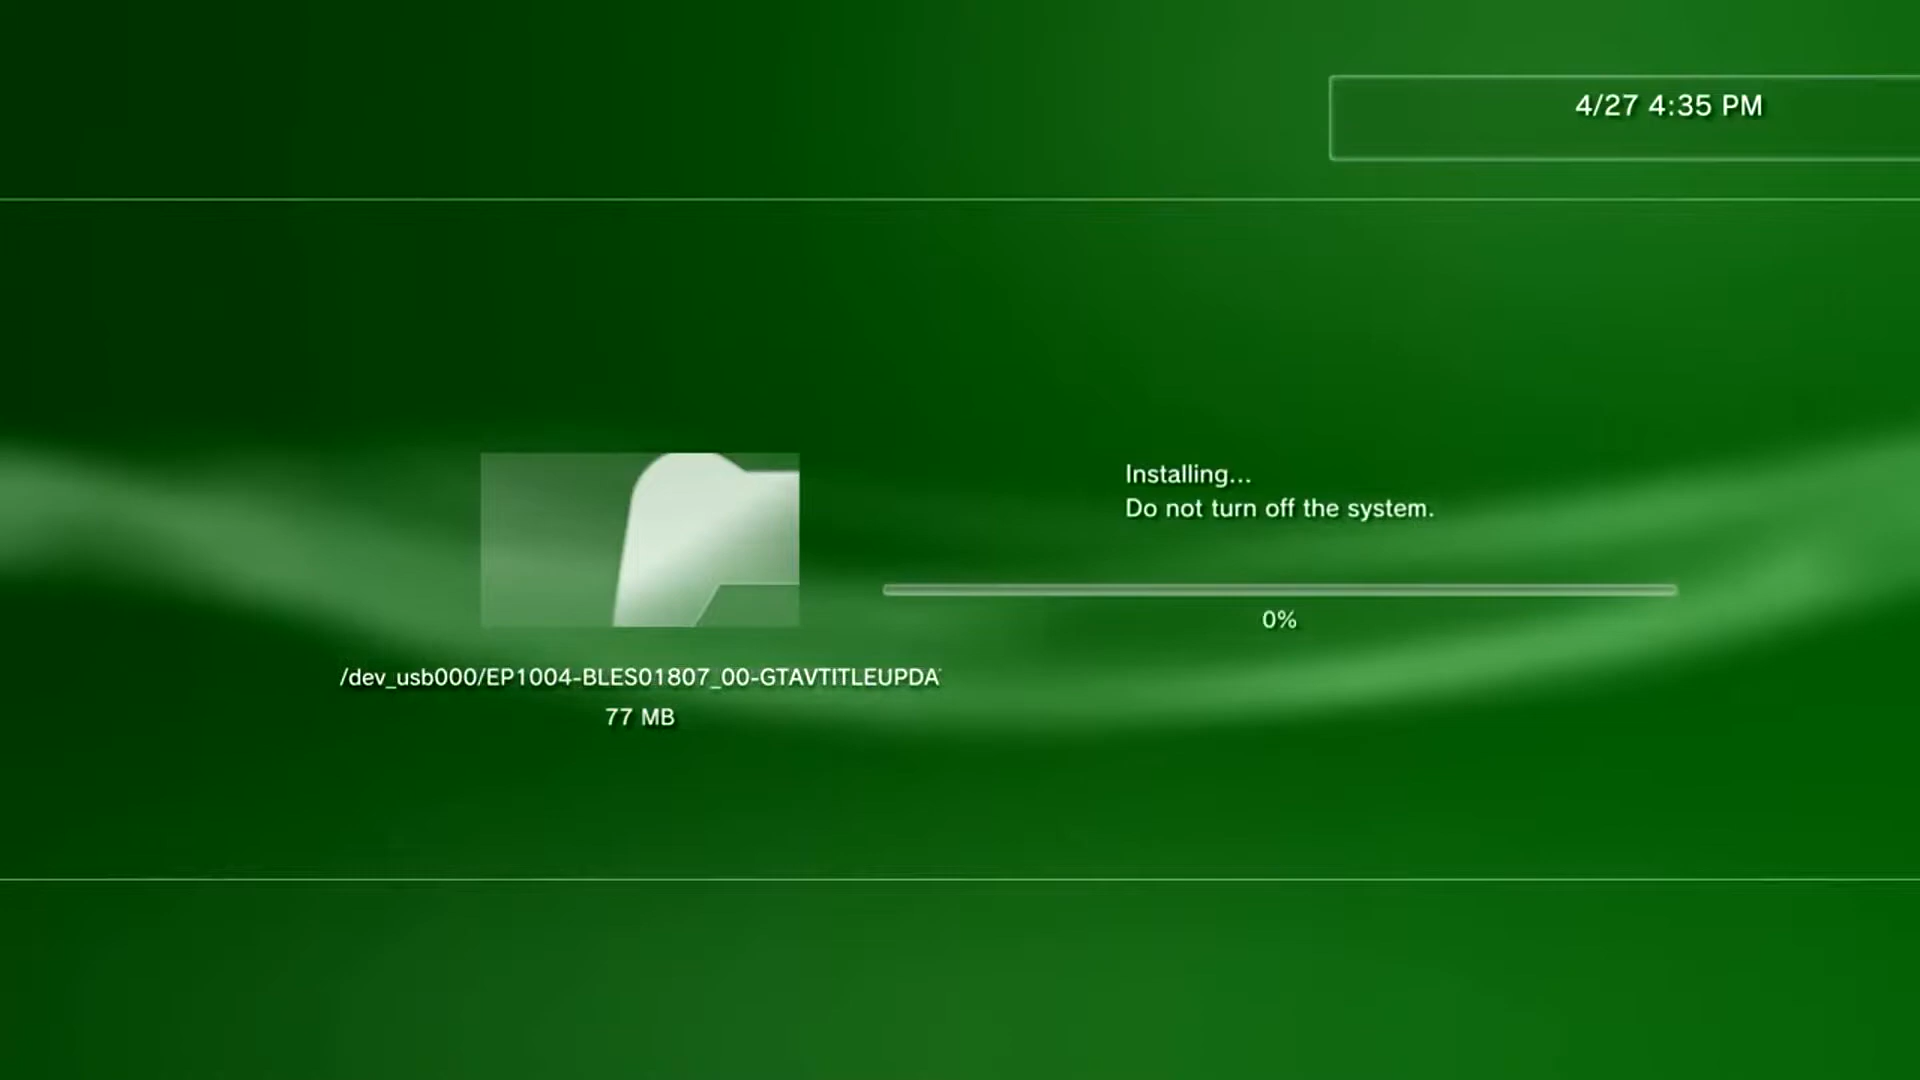 4/27 4:35 PM
Installing...
Do not turn off the system.
0%
/dev_usb000/EP1004-BLES01807_00-GTAVTITLEUPDA
77 MB